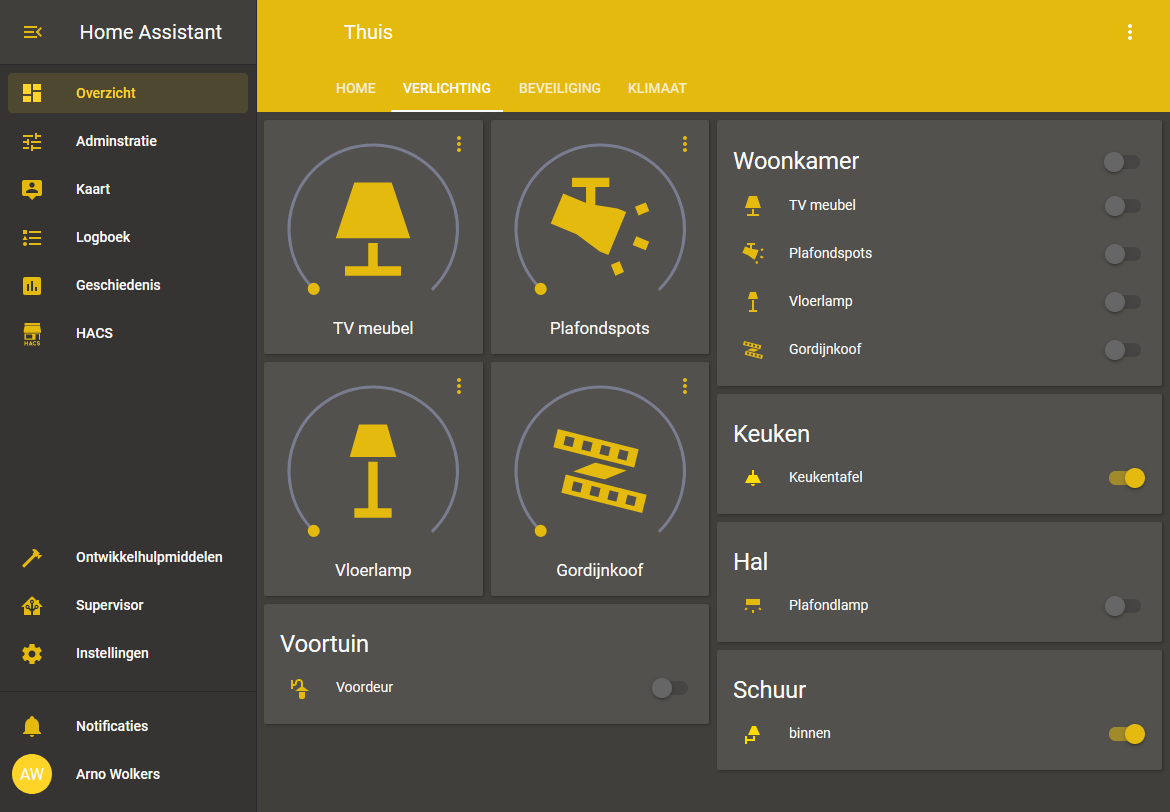 Home Assistant
Overzicht
Adminstratie
Kaart
Logboek
Geschiedenis
HACS
HACS
Ontwikkelhulpmiddelen
Supervisor
Instellingen
Notificaties
AW
Arno Wolkers
Thuis
HOME
VERLICHTING
BEVEILIGING
KLIMAAT
TV meubel
Plafondspots
Vloerlamp
Gordijnkoof
Voortuin
Voordeur
Woonkamer
TV meubel
Plafondspots
Vloerlamp
Gordijnkoof
Keuken
Keukentafel
Hal
Plafondlamp
Schuur
binnen